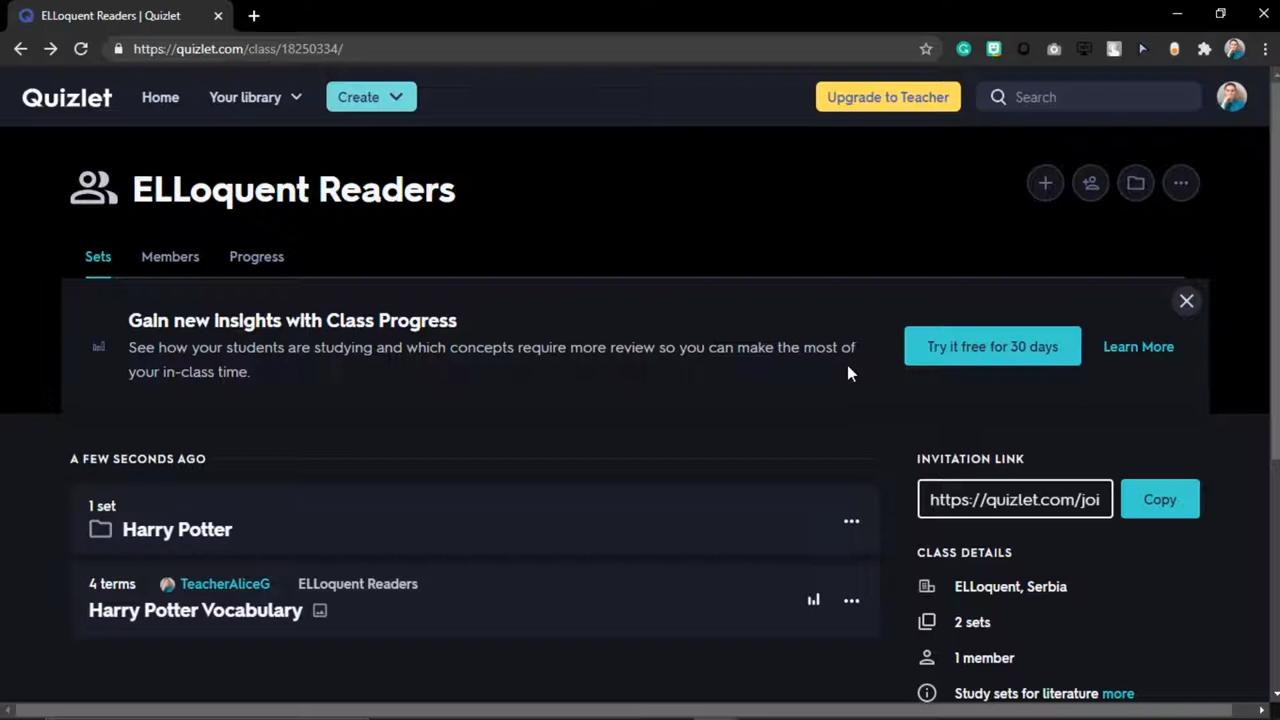 ELLoquent Readers | Quizlet
https://quizlet.com/class/18250334/
Quizlet Home Your library Create Upgrade to Teacher Search
ELLoquent Readers
Sets Members Progress
Gain new insights with Class Progress
See how your students are studying and which concepts require more review so you can make the most of
your in-class time.
Try it free for 30 days Learn More
A FEW SECONDS AGO
1 set
Harry Potter
4 terms TeacherAliceG ELLoquent Readers
Harry Potter Vocabulary
INVITATION LINK
https://quizlet.com/joi Copy
CLASS DETAILS
ELLoquent, Serbia
2 sets
1 member
Study sets for literature more